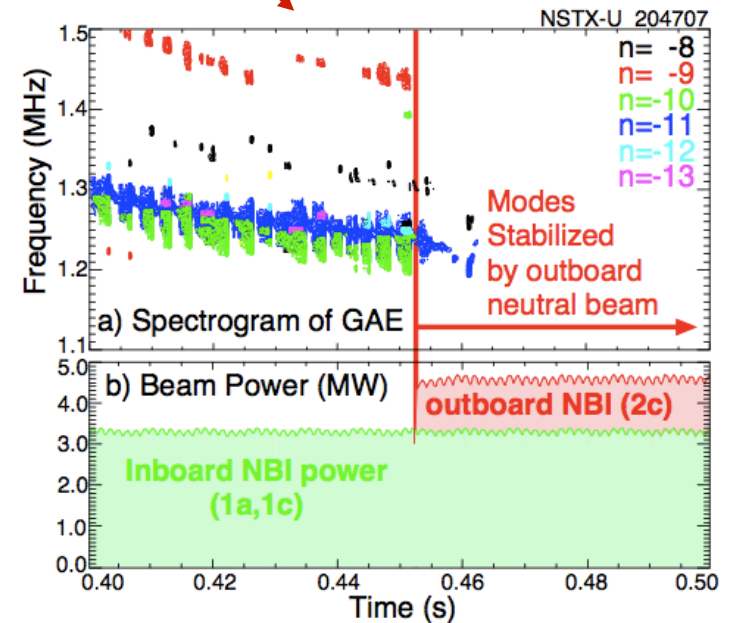 NSTX-U 204707
1.5
1.4
1.3
1.2
1.1
Frequency (MHz)
n= -8
n= -9
n=-10
n=-11
n=-12
n=-13
Modes
Stabilized
by outboard
neutral beam
a) Spectrogram of GAE
5.0
4.0
3.0
2.0
1.0
0.0
b) Beam Power (MW)
outboard NBI (2c)
Inboard NBI power
(1a,1c)
0.40 0.42 0.44 0.46 0.48 0.50
Time (s)